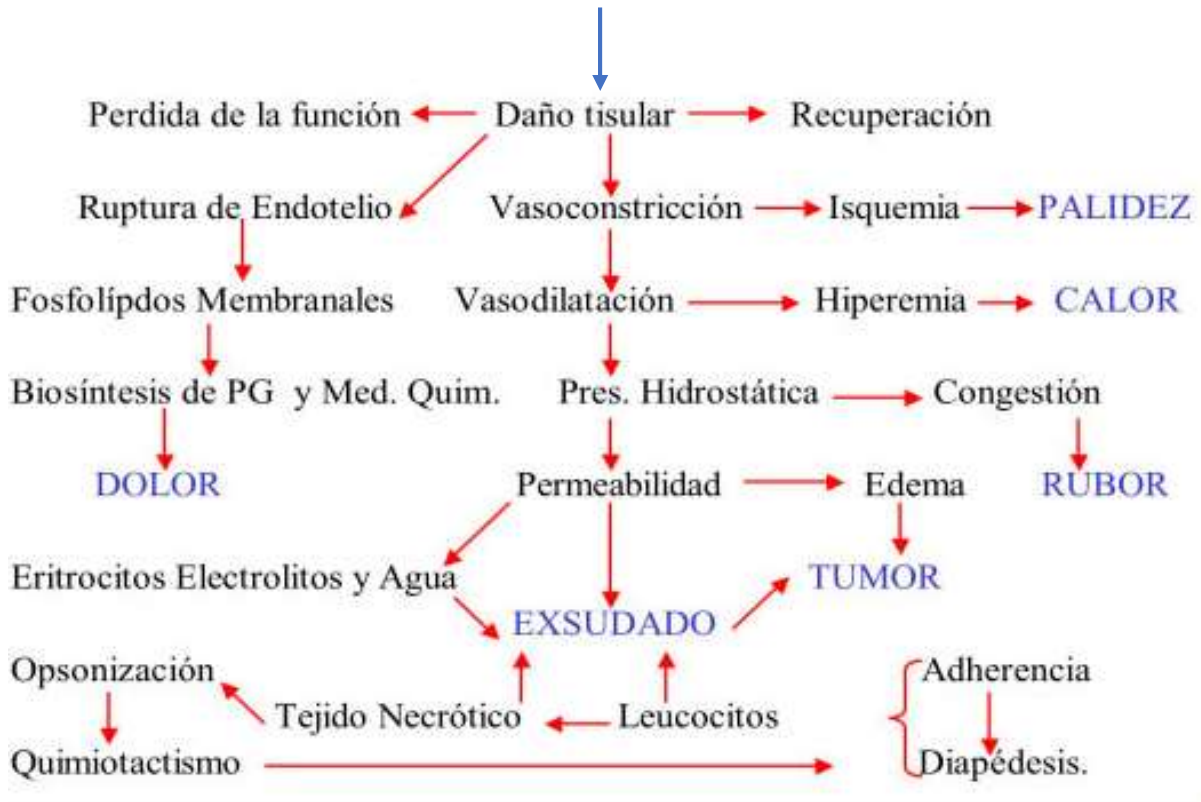 Perdida de la función Daño tisular Recuperación
Ruptura de Endotelio Vasoconstricción Isquemia PALIDEZ
Fosfolípdos Membranales Vasodilatación Hiperemia CALOR
Biosíntesis de PG y Med. Quim. Pres. Hidrostática Congestión
DOLOR Permeabilidad Edema RUBOR
Eritrocitos Electrolitos y Agua TUMOR
EXSUDADO
Opsonización Adherencia
Tejido Necrótico Leucocitos
Quimiotactismo Diapédesis.